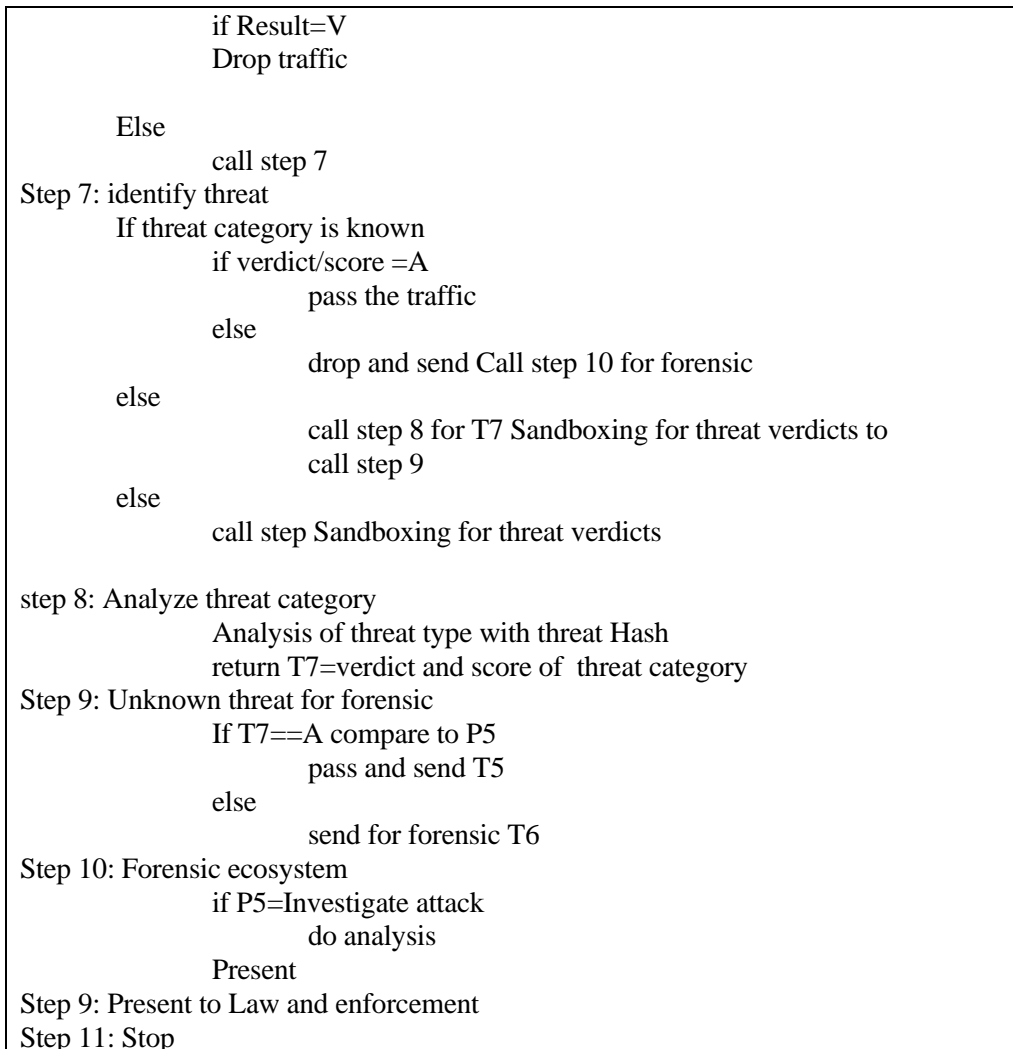 if Result=V
Drop traffic
Else
call step 7
Step 7: identify threat
If threat category is known
if verdict/score =A
pass the traffic
else
drop and send Call step 10 for forensic
else
call step 8 for T7 Sandboxing for threat verdicts to
call step 9
else
call step Sandboxing for threat verdicts
step 8: Analyze threat category
Analysis of threat type with threat Hash
return T7=verdict and score of  threat category
Step 9: Unknown threat for forensic
If T7==A compare to P5
pass and send T5
else
send for forensic T6
Step 10: Forensic ecosystem
if P5=Investigate attack
do analysis
Present
Step 9: Present to Law and enforcement
Step 11: Stop